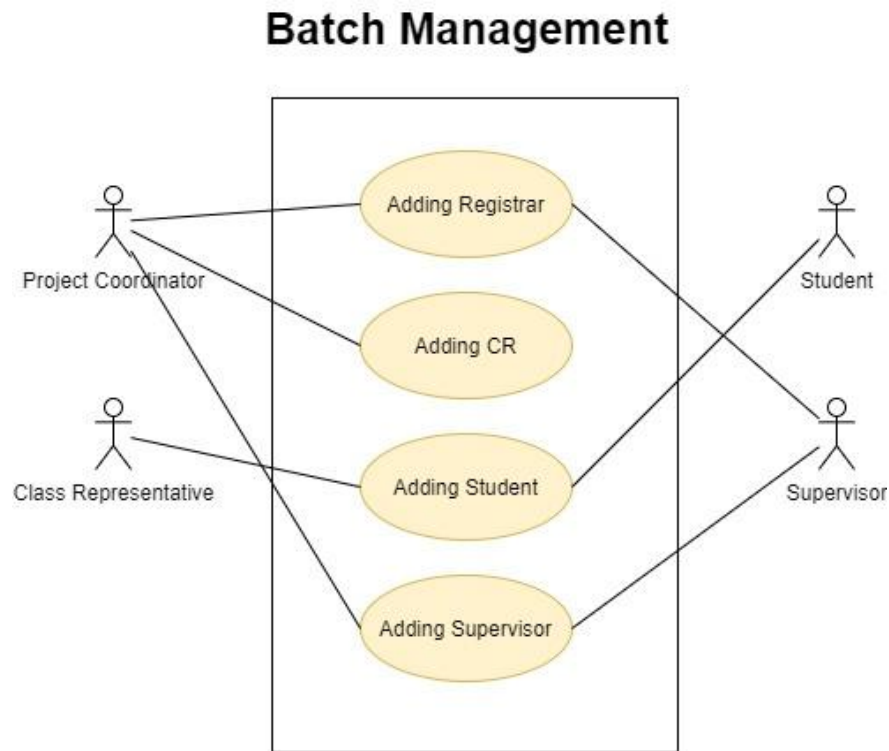 Batch Management
Adding Registrar
Project Coordinator
Student
Adding CR
Class Representative
Adding Student
Supervisor
Adding Supervisor